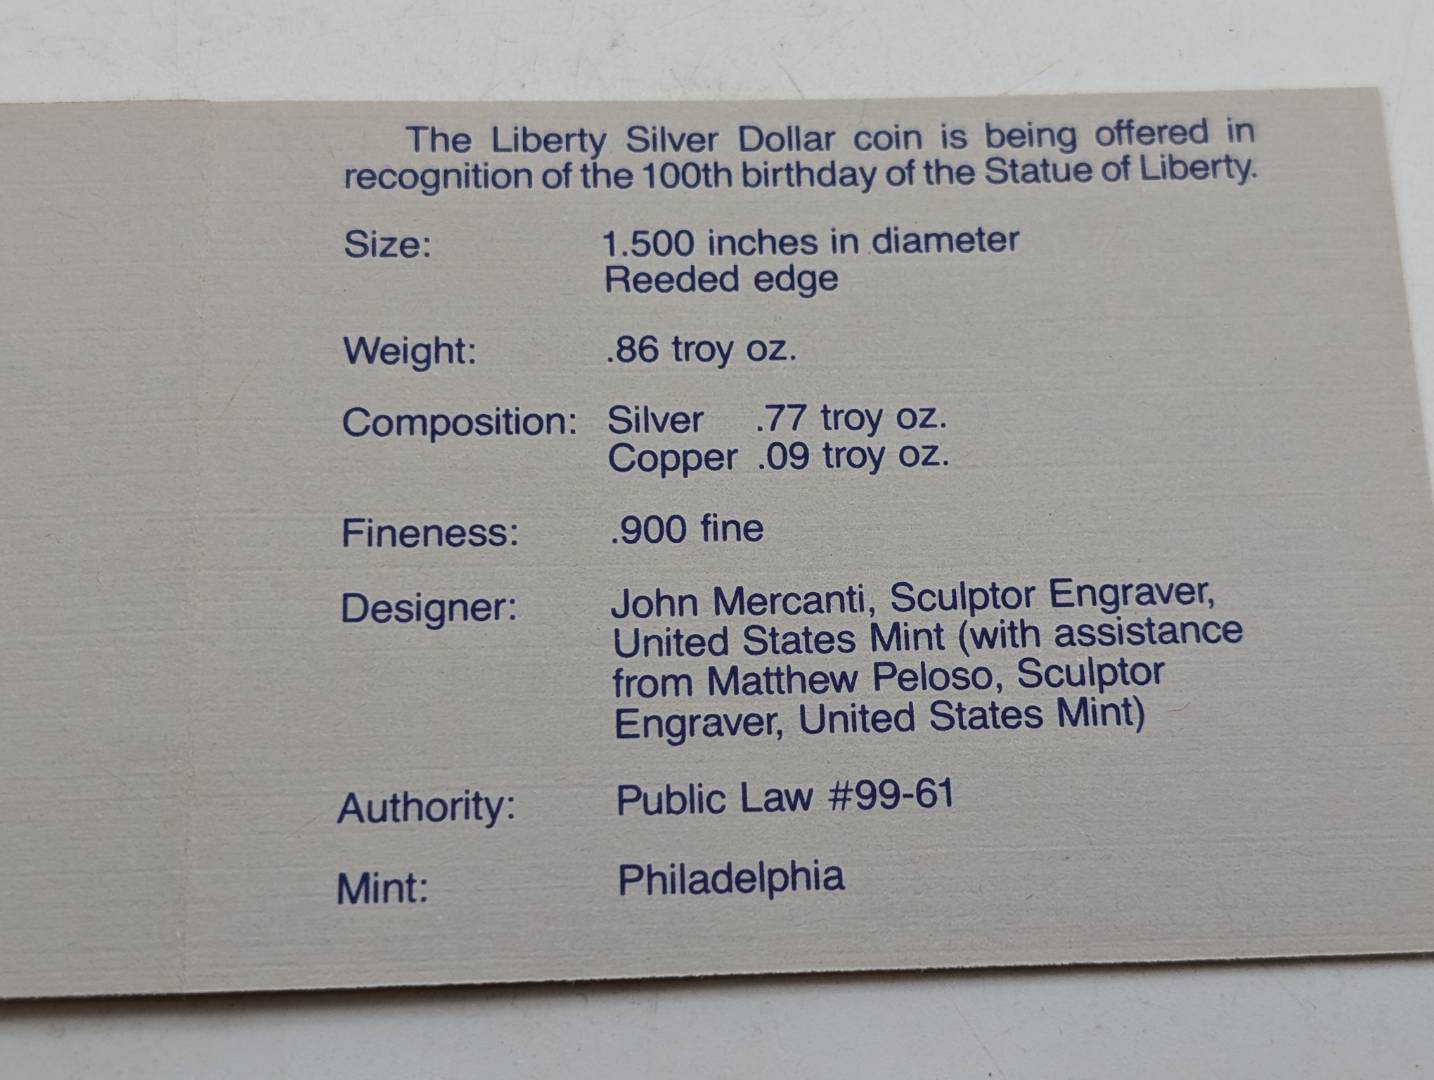 The Liberty Silver Dollar coin is being offered in
recognition of the 100th birthday of the Statue of Liberty.
Size: 1.500 inches in diameter
Reeded edge
Weight: .86 troy oz.
Composition: Silver .77 troy oz.
Copper .09 troy oz.
Fineness: .900 fine
Designer: John Mercanti, Sculptor Engraver,
United States Mint (with assistance
from Matthew Peloso, Sculptor
Engraver, United States Mint)
Authority: Public Law #99-61
Mint: Philadelphia